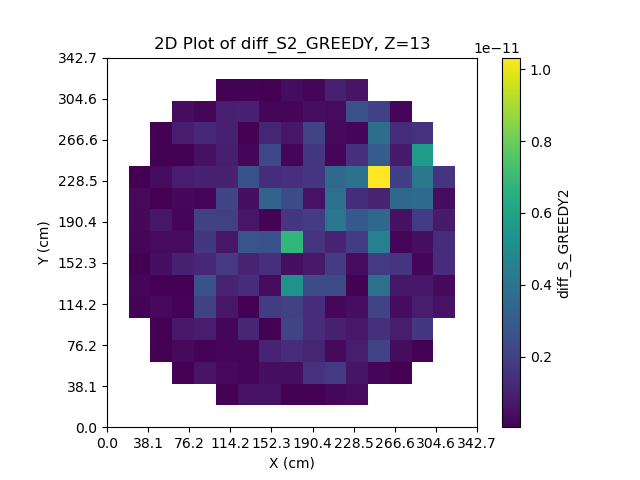 2D Plot of diff_S2_GREEDY, Z=13
1e−11
342.7
304.6
266.6
228.5
190.4
152.3
114.2
76.2
38.1
0.0
Y (cm)
0.0 38.1 76.2 114.2 152.3 190.4 228.5 266.6 304.6 342.7
X (cm)
1.0
0.8
0.6
0.4
0.2
diff_S_GREEDY2